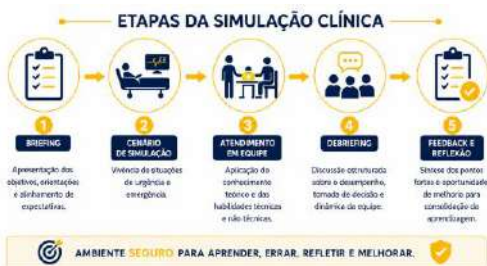 ETAPAS DA SIMULAÇÃO CLÍNICA
1
BRIEFING
Apresentação dos
objetivos, orientações
e alinhamento de
expectativas.
2
CENÁRIO
DE SIMULAÇÃO
Vivência de situações
de urgência e
emergência.
3
ATENDIMENTO
EM EQUIPE
Aplicação do
conhecimento
teórico e das
habilidades técnicas
e não técnicas.
4
DEBRIEFING
Discussão estruturada
sobre o desempenho,
tomada de decisão e
dinâmica da equipe.
5
FEEDBACK E
REFLEXÃO
Síntese dos pontos
fortes e oportunidades
de melhoria para
consolidação da
aprendizagem.
AMBIENTE SEGURO PARA APRENDER, ERRAR, REFLETIR E MELHORAR.